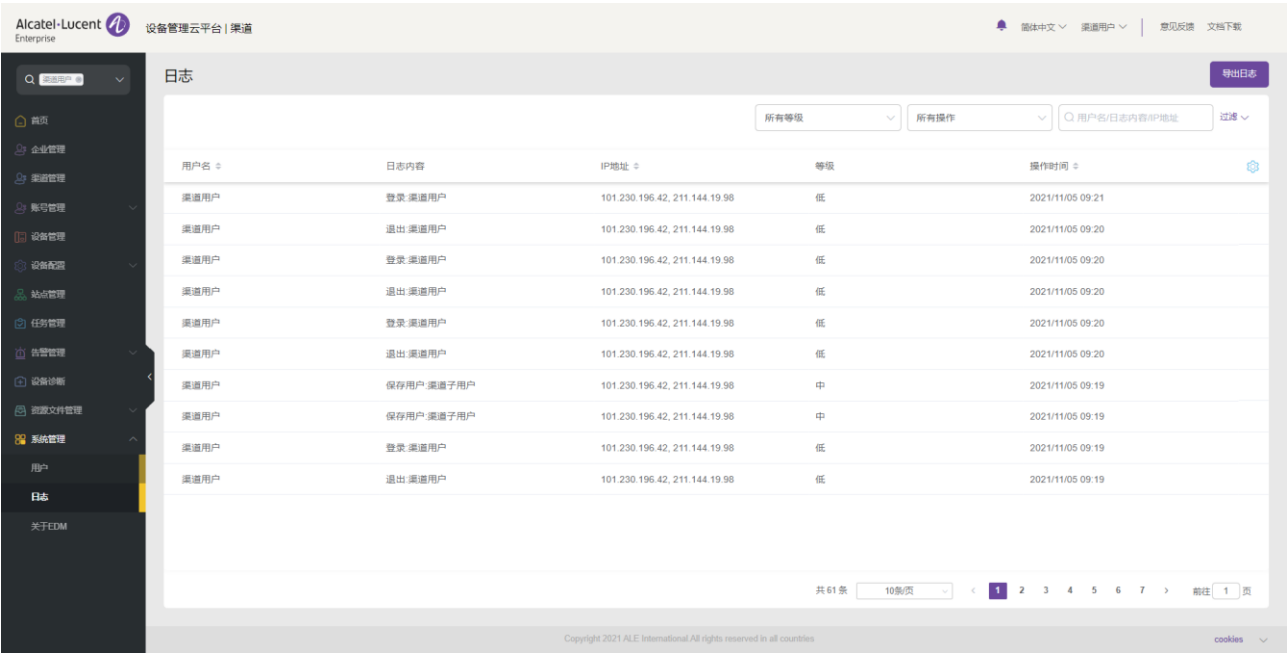 Alcatel·Lucent
Enterprise
设备管理云平台 | 渠道
简体中文
渠道用户
意见反馈
文档下载
渠道用户
首页
企业管理
渠道管理
账号管理
设备管理
设备配置
站点管理
任务管理
告警管理
设备诊断
资源文件管理
系统管理
用户
日志
关于EDM
日志
导出日志
所有等级
所有操作
用户名/日志内容/IP地址
过滤
用户名 日志内容 IP地址 等级 操作时间
渠道用户 登录:渠道用户 101.230.196.42, 211.144.19.98 低 2021/11/05 09:21
渠道用户 退出:渠道用户 101.230.196.42, 211.144.19.98 低 2021/11/05 09:20
渠道用户 登录:渠道用户 101.230.196.42, 211.144.19.98 低 2021/11/05 09:20
渠道用户 退出:渠道用户 101.230.196.42, 211.144.19.98 低 2021/11/05 09:20
渠道用户 登录:渠道用户 101.230.196.42, 211.144.19.98 低 2021/11/05 09:20
渠道用户 退出:渠道用户 101.230.196.42, 211.144.19.98 低 2021/11/05 09:20
渠道用户 保存用户:渠道子用户 101.230.196.42, 211.144.19.98 中 2021/11/05 09:19
渠道用户 保存用户:渠道子用户 101.230.196.42, 211.144.19.98 中 2021/11/05 09:19
渠道用户 登录:渠道用户 101.230.196.42, 211.144.19.98 低 2021/11/05 09:19
渠道用户 退出:渠道用户 101.230.196.42, 211.144.19.98 低 2021/11/05 09:19
共 61 条 10条/页 < 1 2 3 4 5 6 7 > 前往 1 页
Copyright 2021 ALE International.All rights reserved in all countries
cookies